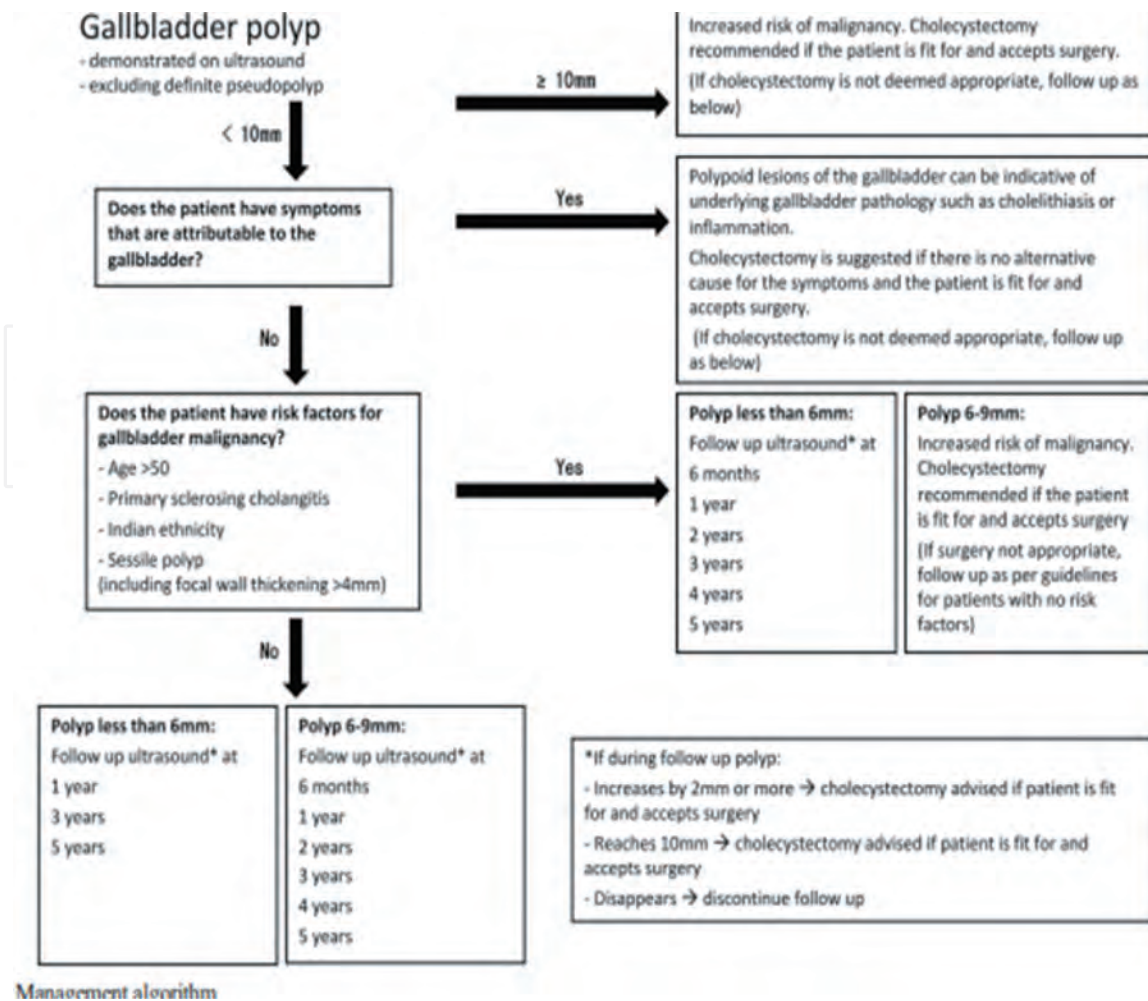 Gallbladder polyp
- demonstrated on ultrasound
- excluding definite pseudopolyp
≥ 10mm
Increased risk of malignancy. Cholecystectomy
recommended if the patient is fit for and accepts surgery.
(If cholecystectomy is not deemed appropriate, follow up as
below)
< 10mm
Does the patient have symptoms
that are attributable to the
gallbladder?
Yes
Polypoid lesions of the gallbladder can be indicative of
underlying gallbladder pathology such as cholelithiasis or
inflammation.
Cholecystectomy is suggested if there is no alternative
cause for the symptoms and the patient is fit for and
accepts surgery.
(If cholecystectomy is not deemed appropriate, follow up
as below)
No
Does the patient have risk factors for
gallbladder malignancy?
- Age >50
- Primary sclerosing cholangitis
- Indian ethnicity
- Sessile polyp
(including focal wall thickening >4mm)
Yes
Polyp less than 6mm:
Follow up ultrasound* at
6 months
1 year
2 years
3 years
4 years
5 years
Polyp 6-9mm:
Increased risk of malignancy.
Cholecystectomy
recommended if the patient
is fit for and accepts surgery
(If surgery not appropriate,
follow up as per guidelines
for patients with no risk
factors)
No
Polyp less than 6mm:
Follow up ultrasound* at
1 year
3 years
5 years
Polyp 6-9mm:
Follow up ultrasound* at
6 months
1 year
2 years
3 years
4 years
5 years
*If during follow up polyp:
- Increases by 2mm or more → cholecystectomy advised if patient is fit
for and accepts surgery
- Reaches 10mm → cholecystectomy advised if patient is fit for and
accepts surgery
- Disappears → discontinue follow up
Management algorithm